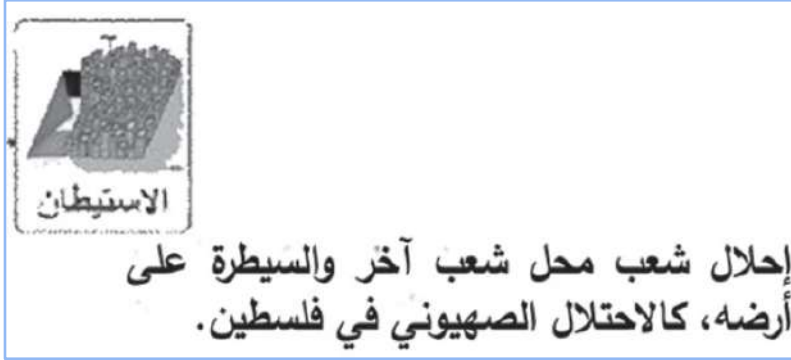 الاستيطان
إحلال شعب محل شعب آخر والسيطرة على
أرضه، كالاحتلال الصهيوني في فلسطين.